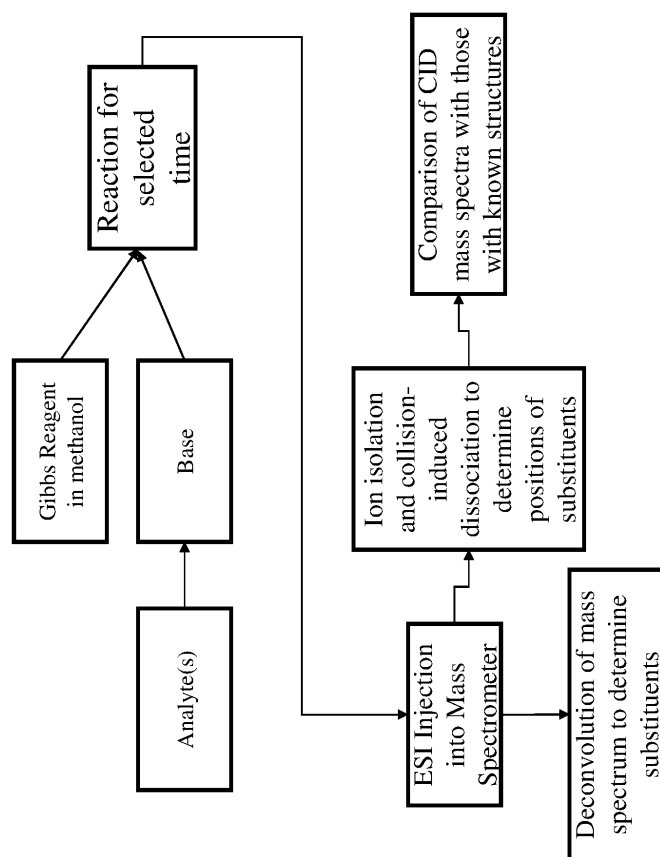 Analyte(s)
Base
Gibbs Reagent
in methanol
Reaction for
selected
time
ESI Injection
into Mass
Spectrometer
Deconvolution of mass
spectrum to determine
substituents
Ion isolation
and collision-
induced
dissociation to
determine
positions of
substituents
Comparison of CID
mass spectra with those
with known structures